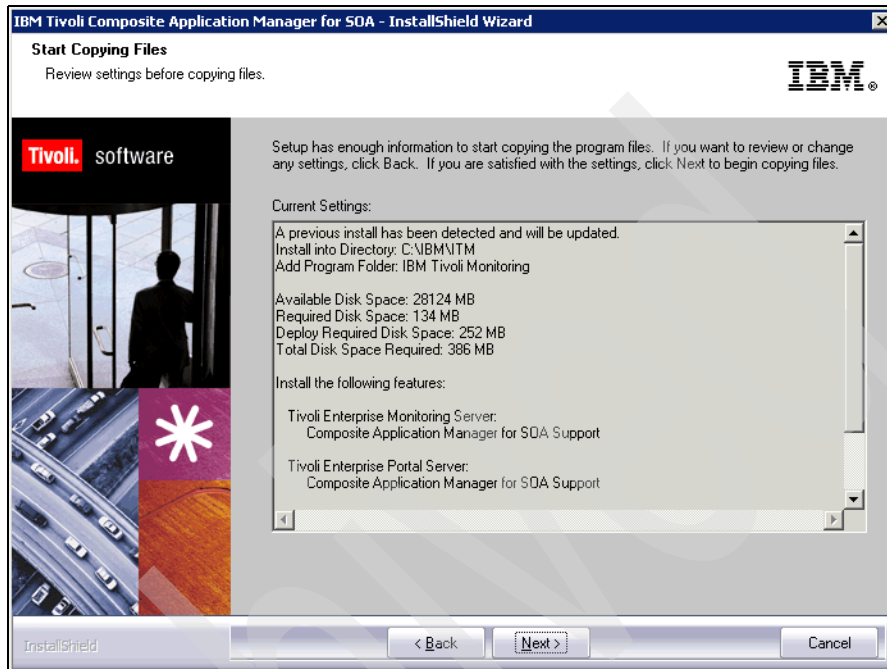 IBM Tivoli Composite Application Manager for SOA - InstallShield Wizard
Start Copying Files
Review settings before copying files.
IBM®
Tivoli. software
Setup has enough information to start copying the program files. If you want to review or change
any settings, click Back. If you are satisfied with the settings, click Next to begin copying files.
Current Settings:
A previous install has been detected and will be updated.
Install into Directory: C:\IBM\ITM
Add Program Folder: IBM Tivoli Monitoring
Available Disk Space: 28124 MB
Required Disk Space: 134 MB
Deploy Required Disk Space: 252 MB
Total Disk Space Required: 386 MB
Install the following features:
Tivoli Enterprise Monitoring Server:
Composite Application Manager for SOA Support
Tivoli Enterprise Portal Server:
Composite Application Manager for SOA Support
InstallShield
< Back
Next >
Cancel